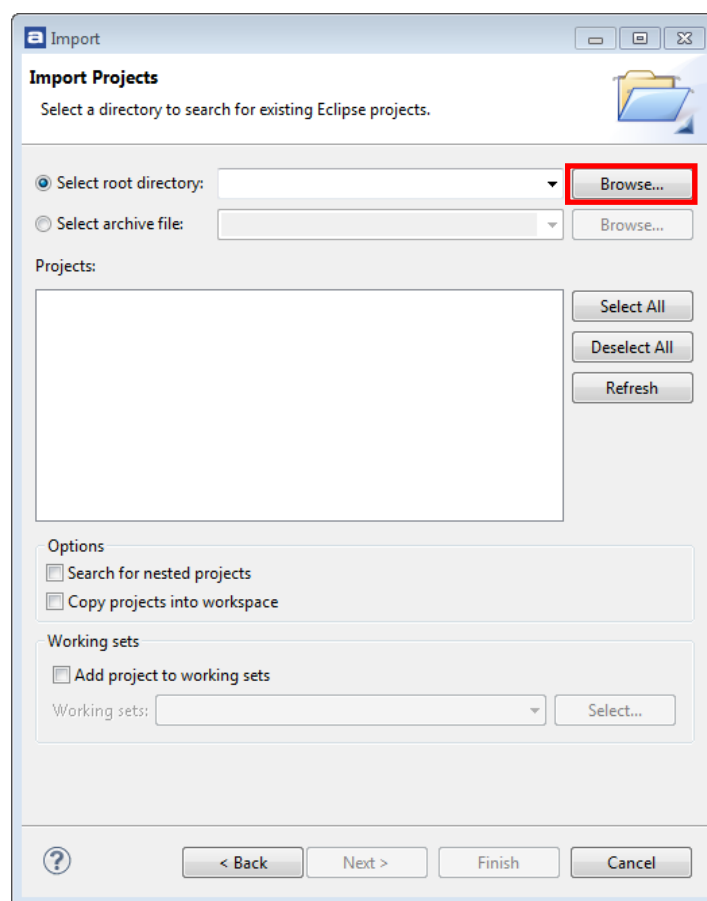 a Import
Import Projects
Select a directory to search for existing Eclipse projects.
Select root directory: Browse...
Select archive file: Browse...
Projects:
Select All
Deselect All
Refresh
Options
Search for nested projects
Copy projects into workspace
Working sets
Add project to working sets
Working sets: Select...
? < Back Next > Finish Cancel